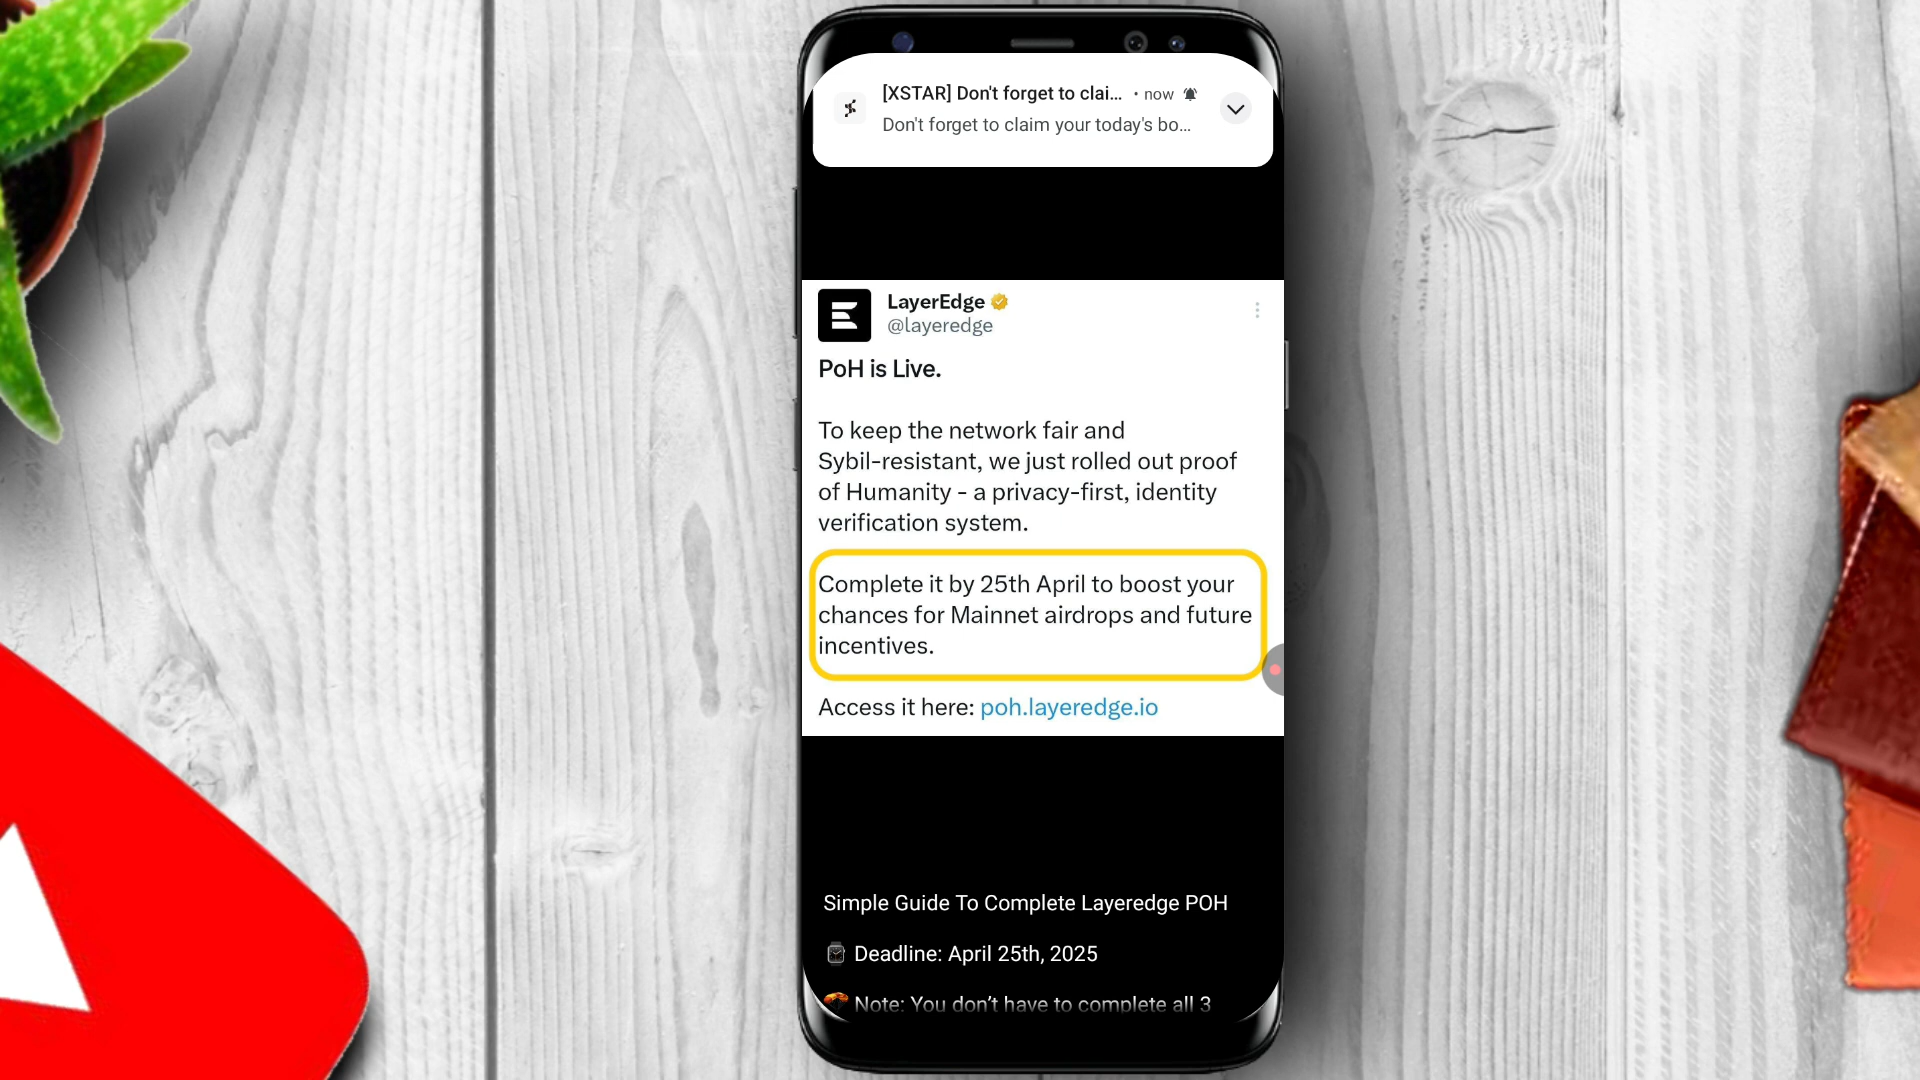 [XSTAR] Don't forget to clai... • now
Don't forget to claim your today's bo...
LayerEdge
@layeredge
PoH is Live.
To keep the network fair and
Sybil-resistant, we just rolled out proof
of Humanity - a privacy-first, identity
verification system.
Complete it by 25th April to boost your
chances for Mainnet airdrops and future
incentives.
Access it here: poh.layeredge.io
Simple Guide To Complete Layeredge POH
Deadline: April 25th, 2025
Note: You don't have to complete all 3